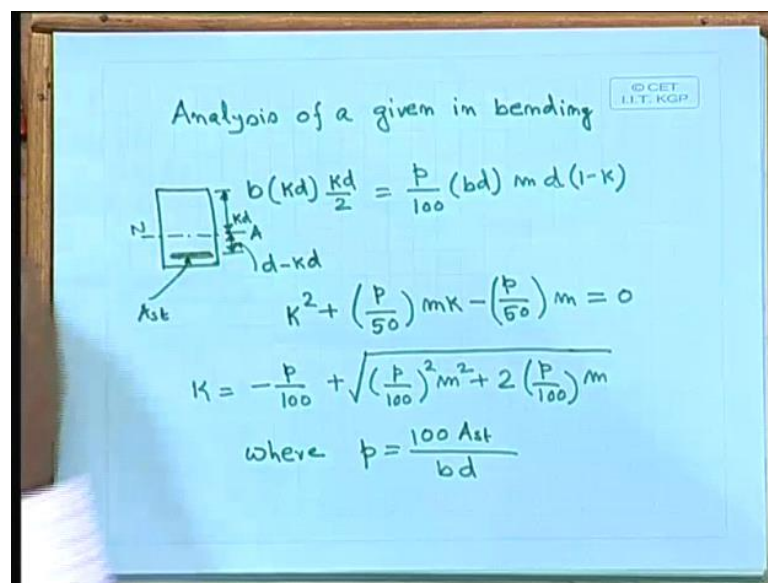 © CET
I.I.T. KGP
Analysis of a given in bending
b(kd) kd/2 = p/100 (bd) m d(1-k)
N
kd
A
d-kd
Ast
k² + (p/50) mk - (p/50) m = 0
k = - p/100 + √((p/100)² m² + 2 (p/100) m)
where p = 100 Ast / bd